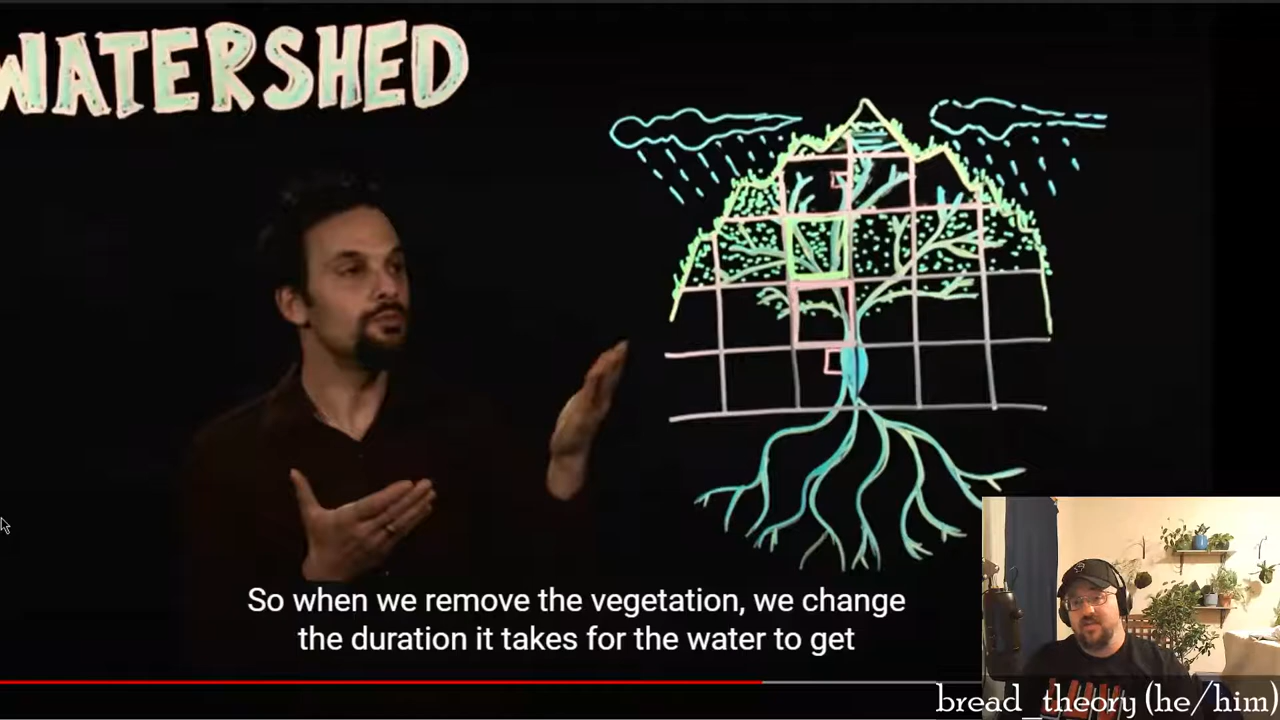 WATERSHED
So when we remove the vegetation, we change
the duration it takes for the water to get
bread_theory (he/him)